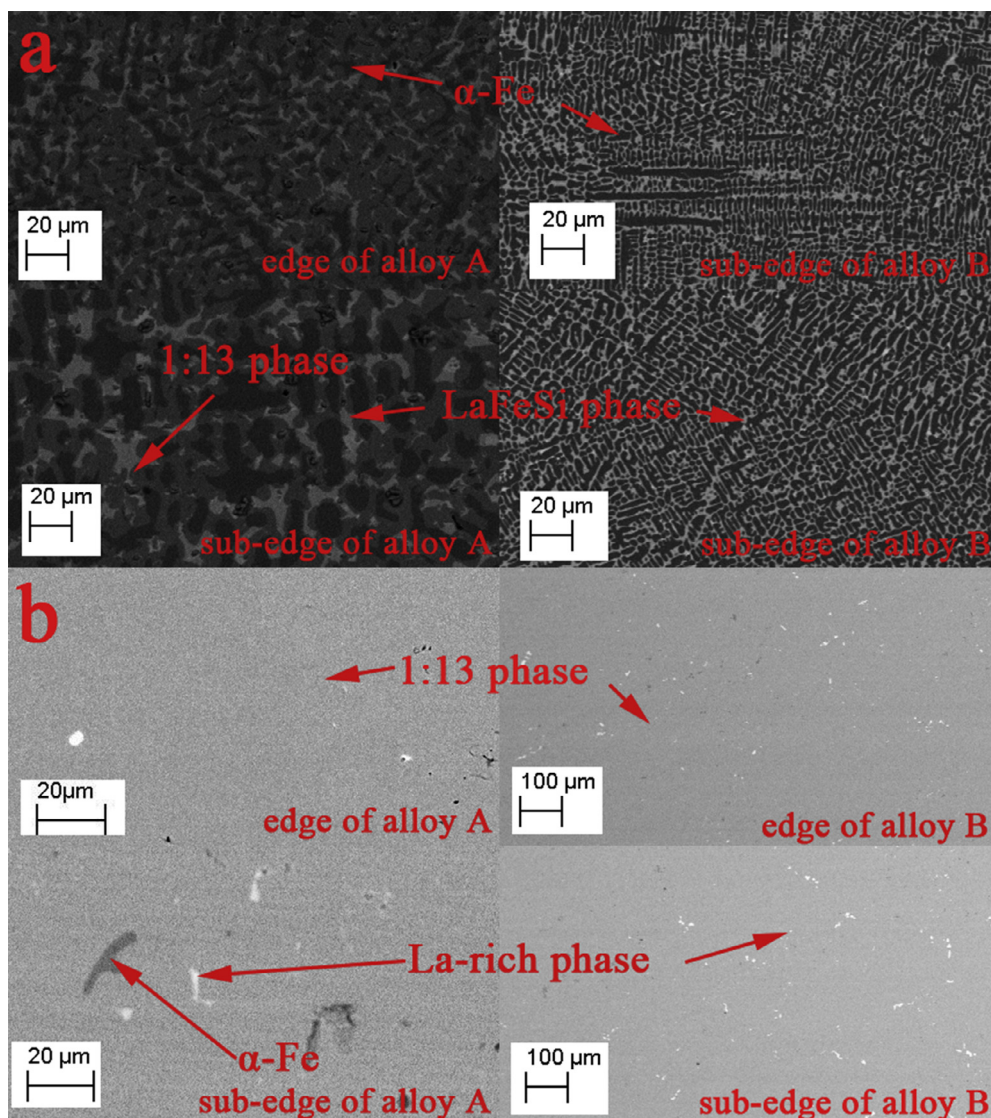 a
α-Fe
20 µm
20 µm
edge of alloy A
sub-edge of alloy B
1:13 phase
LaFeSi phase
20 µm
20 µm
sub-edge of alloy A
sub-edge of alloy B
b
1:13 phase
20µm
100 µm
edge of alloy A
edge of alloy B
La-rich phase
α-Fe
20 µm
100 µm
sub-edge of alloy A
sub-edge of alloy B